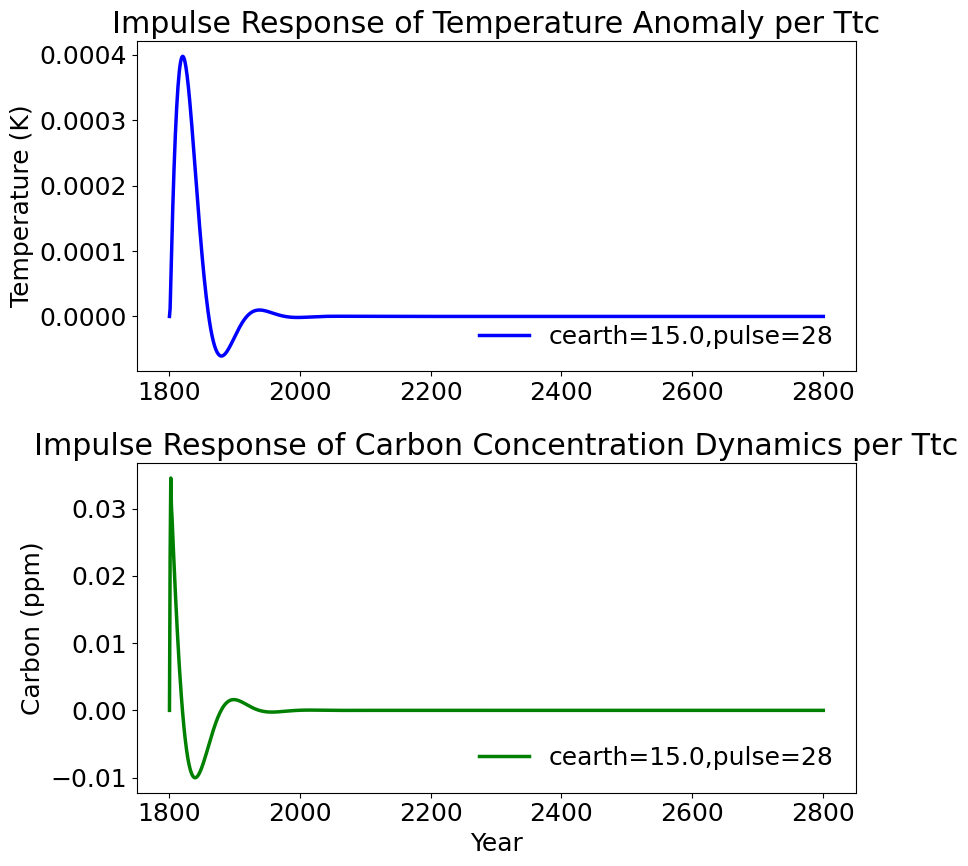 Impulse Response of Temperature Anomaly per Ttc
Temperature (K)
0.0004
0.0003
0.0002
0.0001
0.0000
cearth=15.0,pulse=28
1800 2000 2200 2400 2600 2800
Impulse Response of Carbon Concentration Dynamics per Ttc
Carbon (ppm)
0.03
0.02
0.01
0.00
−0.01
cearth=15.0,pulse=28
1800 2000 2200 2400 2600 2800
Year